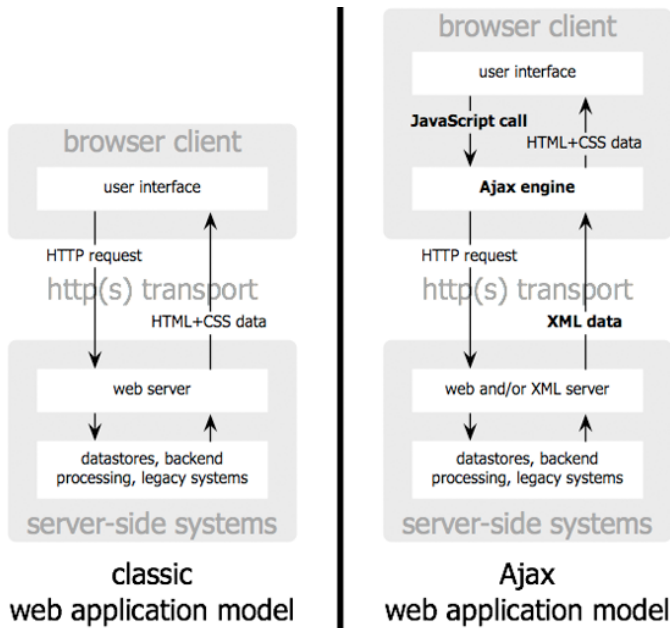 browser client
user interface
HTTP request
http(s) transport
HTML+CSS data
web server
datastores, backend
processing, legacy systems
server-side systems
classic
web application model
browser client
user interface
JavaScript call
HTML+CSS data
Ajax engine
HTTP request
http(s) transport
XML data
web and/or XML server
datastores, backend
processing, legacy systems
server-side systems
Ajax
web application model